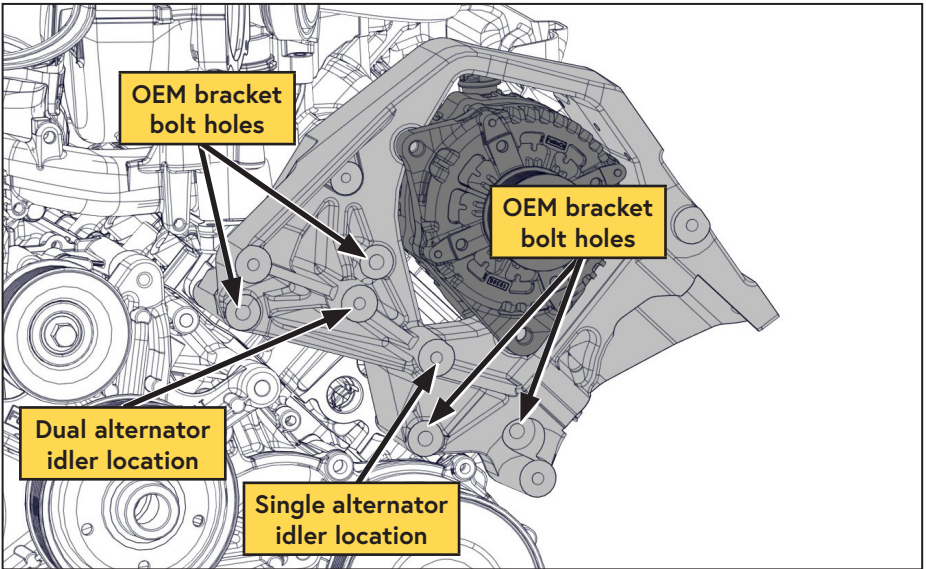 OEM bracket
bolt holes
OEM bracket
bolt holes
Dual alternator
idler location
Single alternator
idler location